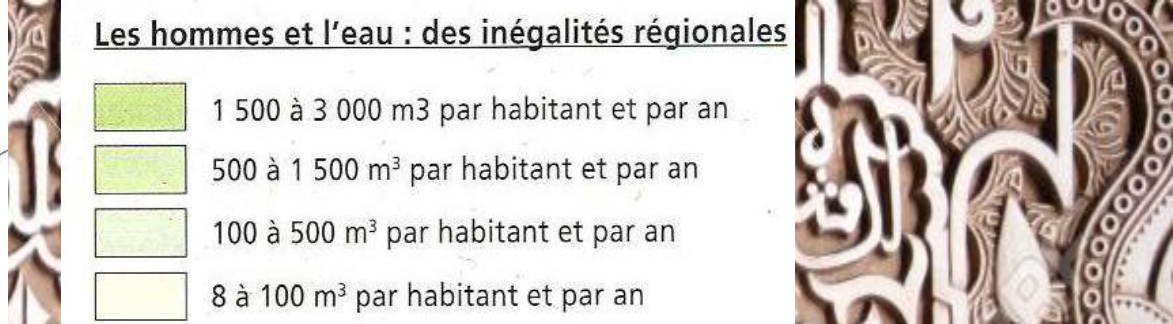 Les hommes et l'eau : des inégalités régionales
1 500 à 3 000 m3 par habitant et par an
500 à 1 500 m³ par habitant et par an
100 à 500 m³ par habitant et par an
8 à 100 m³ par habitant et par an